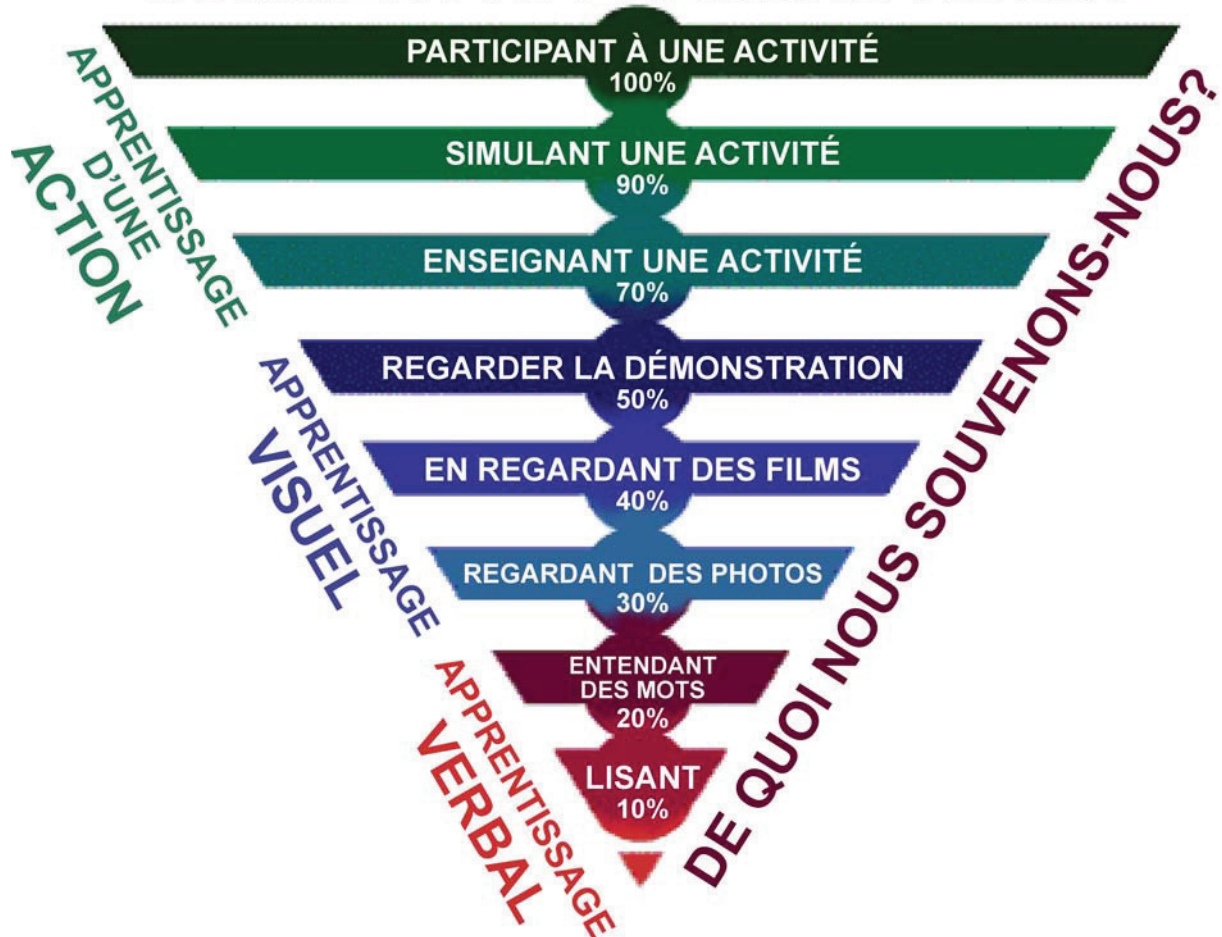 PARTICIPANT À UNE ACTIVITÉ
100%
SIMULANT UNE ACTIVITÉ
90%
ENSEIGNANT UNE ACTIVITÉ
70%
REGARDER LA DÉMONSTRATION
50%
EN REGARDANT DES FILMS
40%
REGARDANT DES PHOTOS
30%
ENTENDANT
DES MOTS
20%
LISANT
10%
APPRENTISSAGE
D'UNE
ACTION
APPRENTISSAGE
VISUEL
APPRENTISSAGE
VERBAL
DE QUOI NOUS SOUVENONS-NOUS?